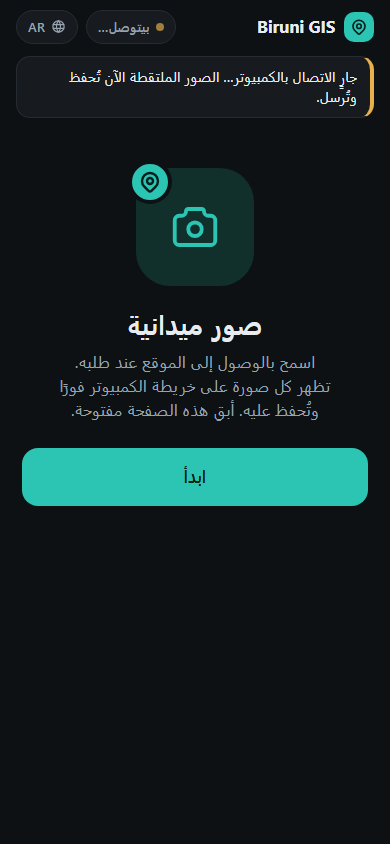 Biruni GIS
بيتوصل...
AR
جارٍ الاتصال بالكمبيوتر... الصور الملتقطة الآن تُحفظ
وتُرسل.
صور ميدانية
اسمح بالوصول إلى الموقع عند طلبه.
تظهر كل صورة على خريطة الكمبيوتر فورًا
وتُحفظ عليه. أبقِ هذه الصفحة مفتوحة.
ابدأ